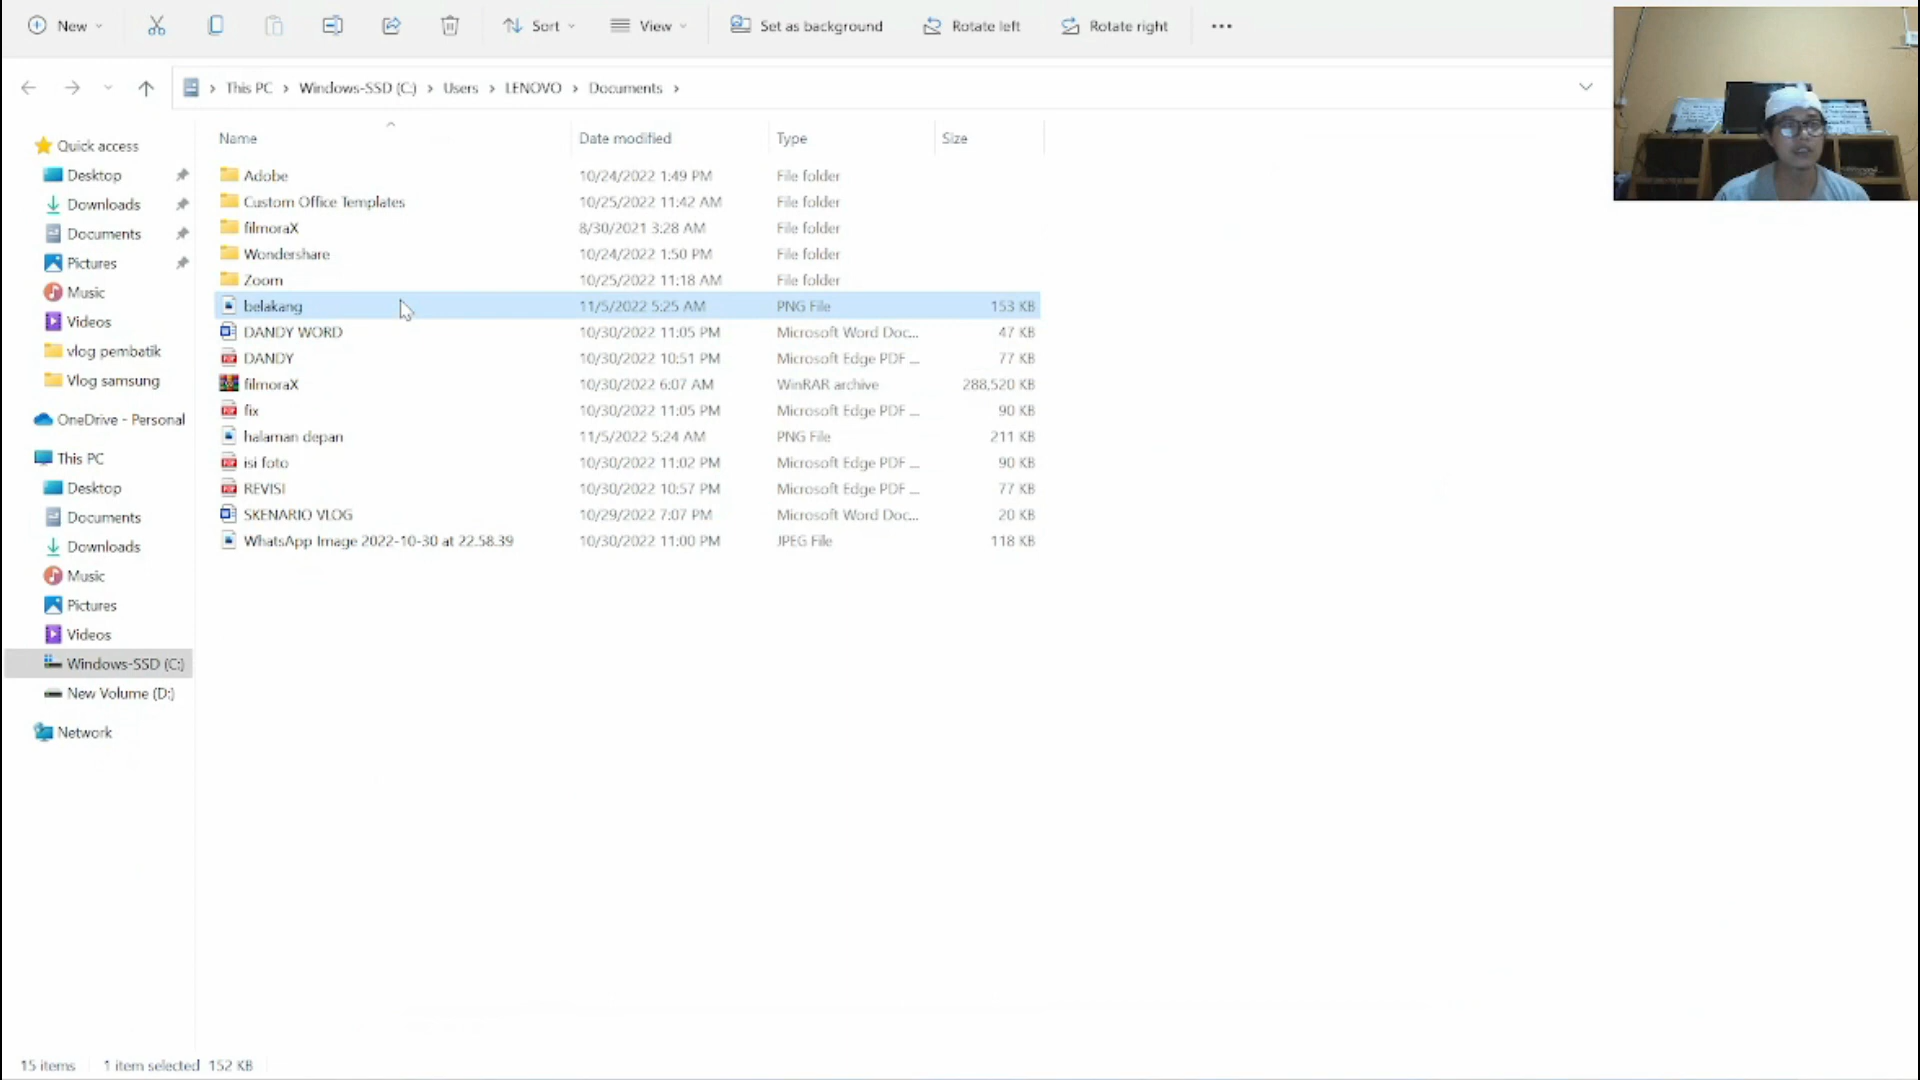 New Sort View Set as background Rotate left Rotate right
This PC Windows-SSD (C:) Users LENOVO Documents
Name Date modified Type Size
Quick access
Desktop
Downloads
Documents
Pictures
Music
Videos
vlog pembatik
Vlog samsung
OneDrive - Personal
This PC
Desktop
Documents
Downloads
Music
Pictures
Videos
Windows-SSD (C:)
New Volume (D:)
Network
Adobe 10/24/2022 1:49 PM File folder
Custom Office Templates 10/25/2022 11:42 AM File folder
filmoraX 8/30/2021 3:28 AM File folder
Wondershare 10/24/2022 1:50 PM File folder
Zoom 10/25/2022 11:18 AM File folder
belakang 11/5/2022 5:25 AM PNG File 153 KB
DANDY WORD 10/30/2022 11:05 PM Microsoft Word Doc... 47 KB
DANDY 10/30/2022 10:51 PM Microsoft Edge PDF ... 77 KB
filmoraX 10/30/2022 6:07 AM WinRAR archive 288,520 KB
fix 10/30/2022 11:05 PM Microsoft Edge PDF ... 90 KB
halaman depan 11/5/2022 5:24 AM PNG File 211 KB
isi foto 10/30/2022 11:02 PM Microsoft Edge PDF ... 90 KB
REVISI 10/30/2022 10:57 PM Microsoft Edge PDF ... 77 KB
SKENARIO VLOG 10/29/2022 7:07 PM Microsoft Word Doc... 20 KB
WhatsApp Image 2022-10-30 at 22.58.39 10/30/2022 11:00 PM JPEG File 118 KB
15 items 1 item selected 152 KB